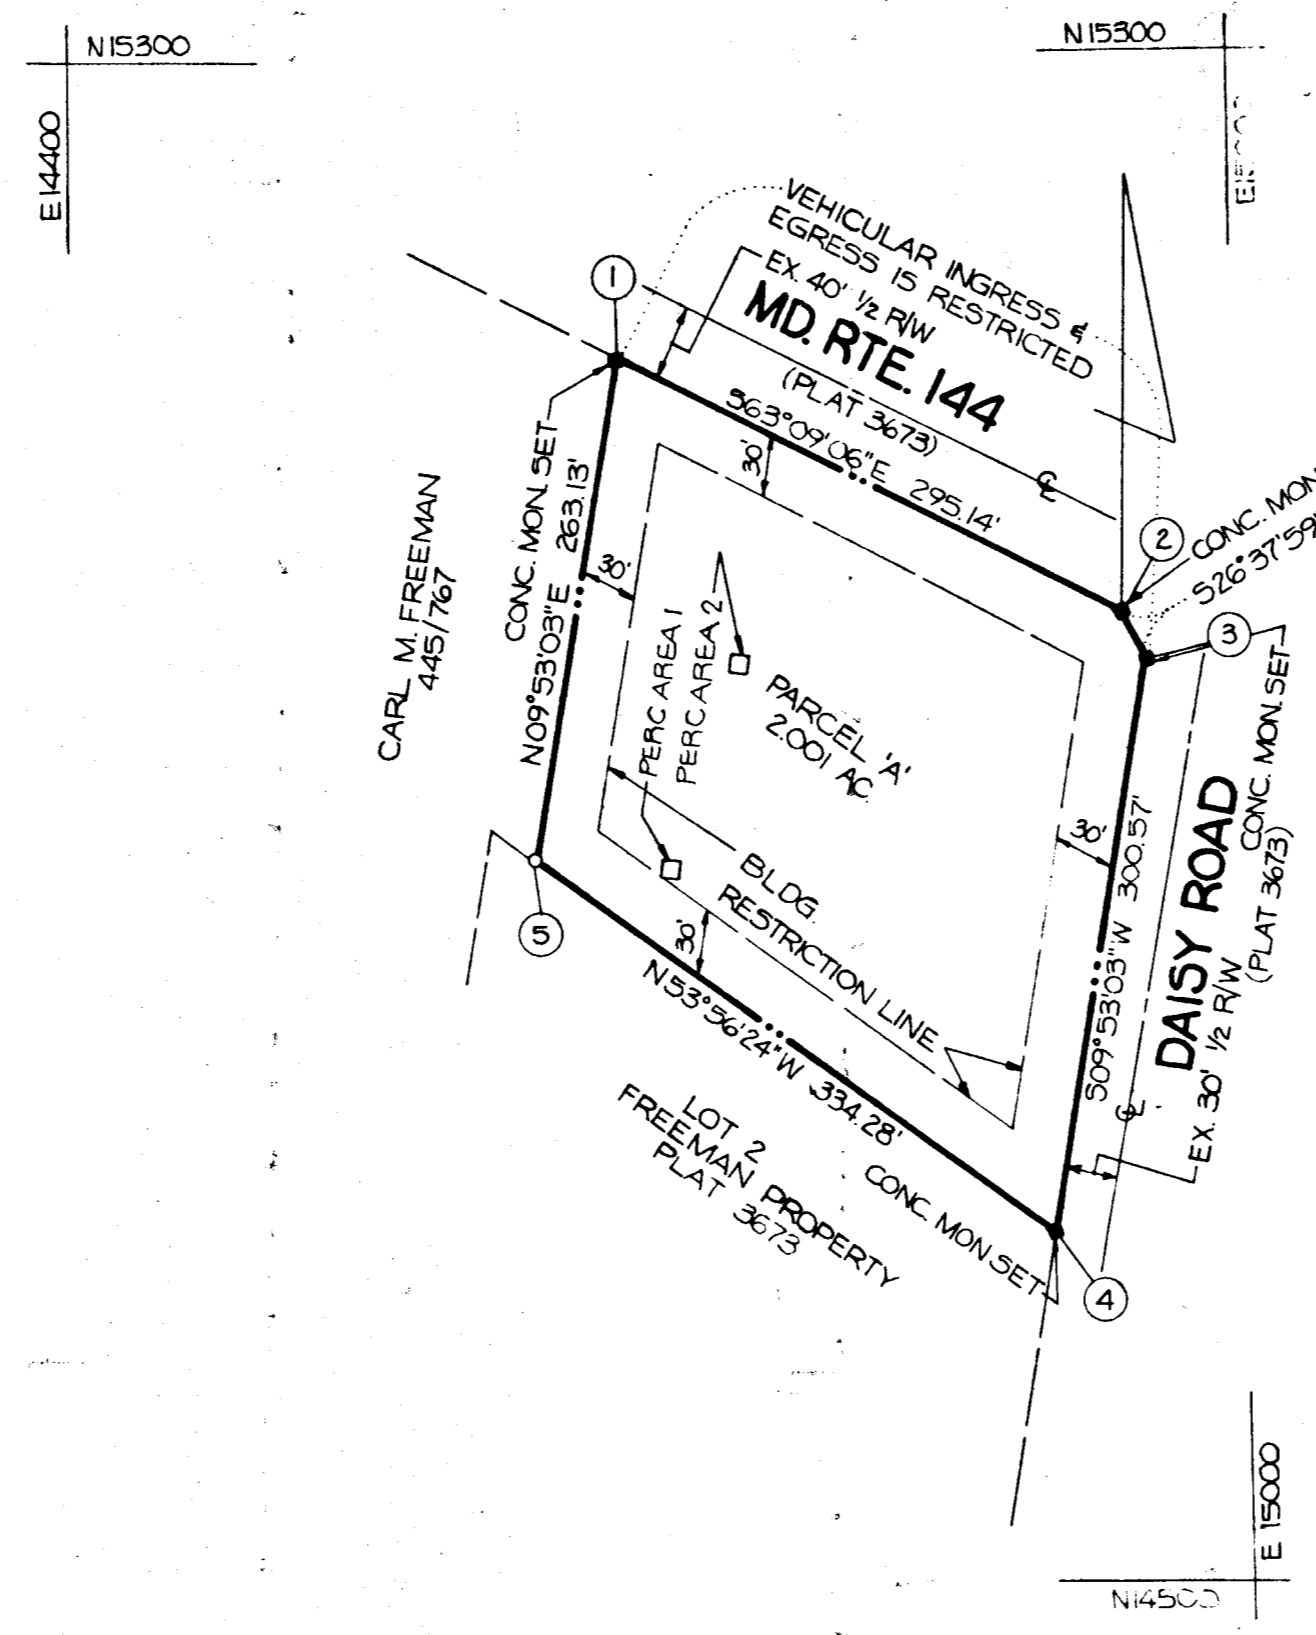 N15300
N15300
E14400
VEHICULAR INGRESS &
EGRESS IS RESTRICTED
EX. 40' 1/2 R/W
MD. RTE. 144
(PLAT 3673)
S63°09'06"E 295.14'
1
CONC. MON. SET
N09°53'03"E 263.13'
CARL M. FREEMAN
445/767
30'
30'
2
CONC. MON.
S26°37'59"
3
CONC. MON. SET
PERC AREA 1
PERC AREA 2
PARCEL 'A'
2.001 AC.
30'
S09°53'03"W 300.57'
DAISY ROAD
(PLAT 3673)
EX. 30' 1/2 R/W
BLDG.
RESTRICTION LINE
30'
5
N53°56'24"W 334.28'
LOT 2
FREEMAN PROPERTY
PLAT 3673
CONC. MON. SET
4
E 15000
N14500